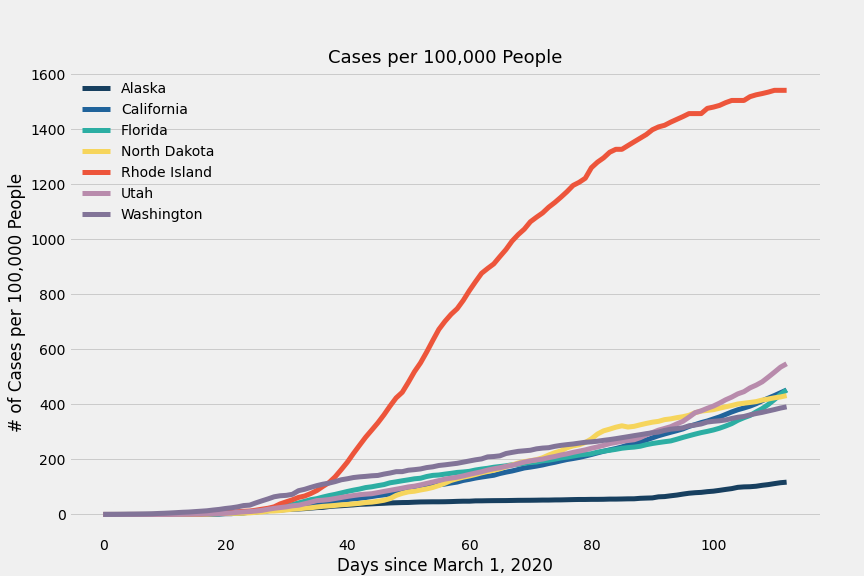 Cases per 100,000 People
1600
1400
1200
1000
800
600
400
200
0
# of Cases per 100,000 People
Alaska
California
Florida
North Dakota
Rhode Island
Utah
Washington
0 20 40 60 80 100
Days since March 1, 2020